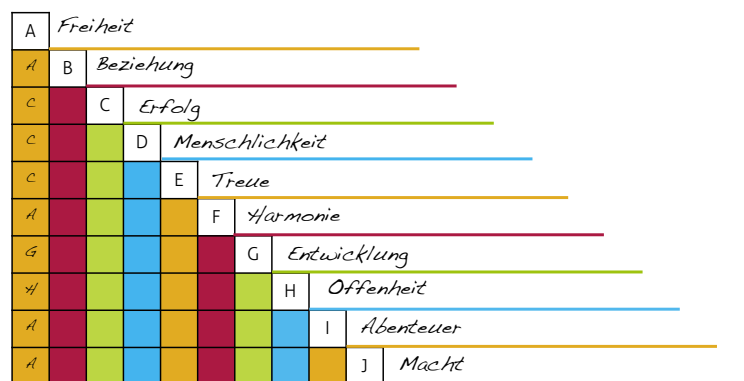 A Freiheit
A B Beziehung
C C Erfolg
C D Menschlichkeit
C E Treue
A F Harmonie
G G Entwicklung
H H Offenheit
A I Abenteuer
A J Macht